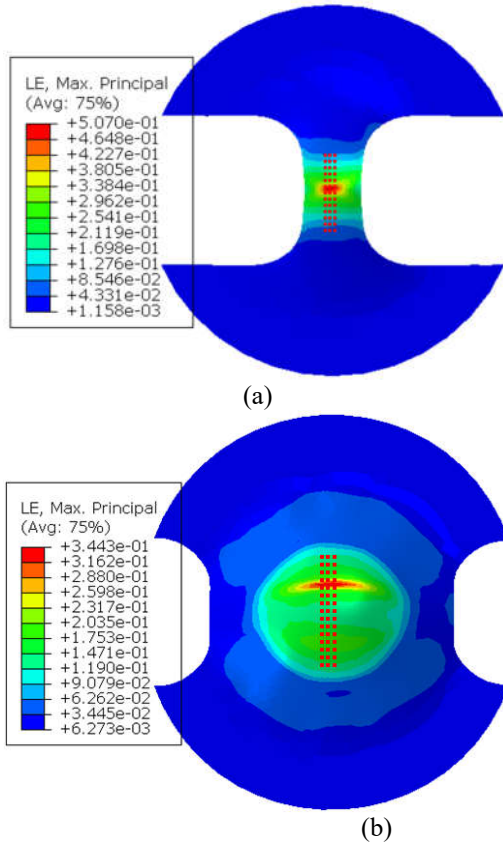 LE, Max. Principal
(Avg: 75%)
+5.070e-01
+4.648e-01
+4.227e-01
+3.805e-01
+3.384e-01
+2.962e-01
+2.541e-01
+2.119e-01
+1.698e-01
+1.276e-01
+8.546e-02
+4.331e-02
+1.158e-03
(a)
LE, Max. Principal
(Avg: 75%)
+3.443e-01
+3.162e-01
+2.880e-01
+2.598e-01
+2.317e-01
+2.035e-01
+1.753e-01
+1.471e-01
+1.190e-01
+9.079e-02
+6.262e-02
+3.445e-02
+6.273e-03
(b)